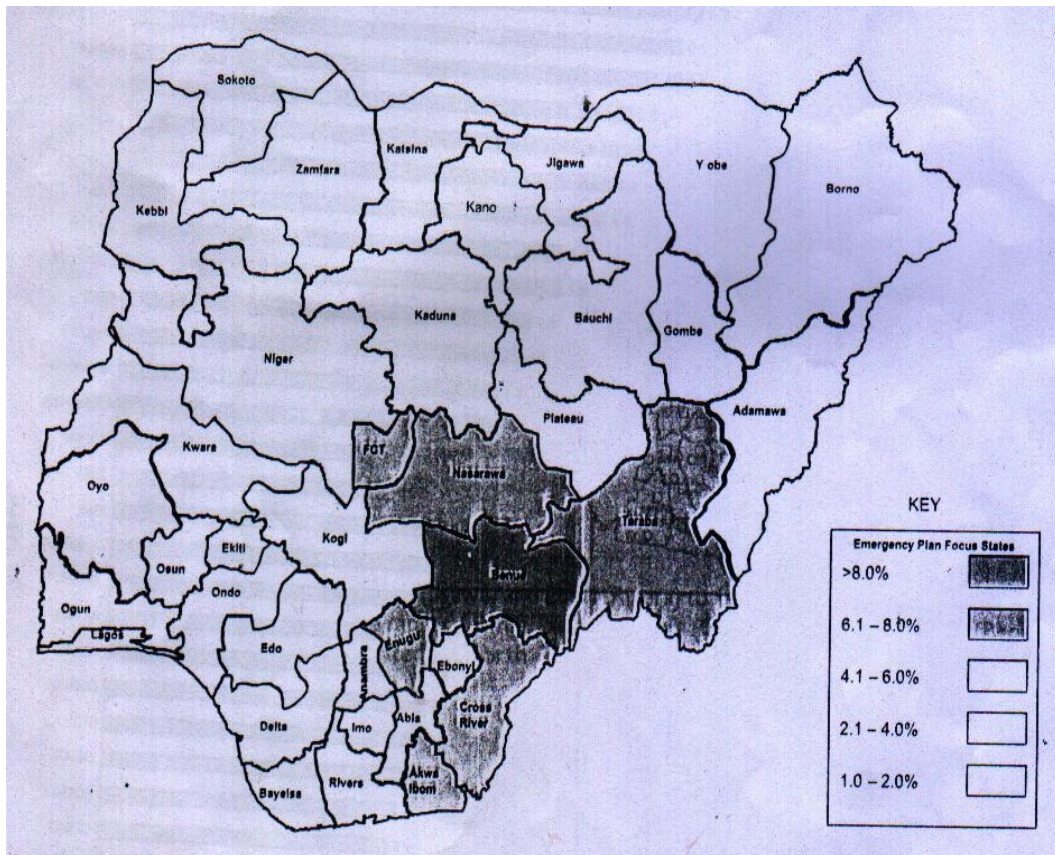 Sokoto
Katsina
Zamfara
Jigawa
Yobe
Borno
Kano
Kebbi
Kaduna
Bauchi
Gombe
Niger
Adamawa
Plateau
FCT
Kwara
Nasarawa
Oyo
Taraba
Kogi
Ekiti
Osun
Benue
Ondo
Ogun
Lagos
Edo
Enugu
Anambra
Ebonyi
Cross
River
Delta
Imo
Abia
Akwa
Ibom
Bayelsa
Rivers
KEY
Emergency Plan Focus States
>8.0%
6.1 – 8.0%
4.1 – 6.0%
2.1 – 4.0%
1.0 – 2.0%